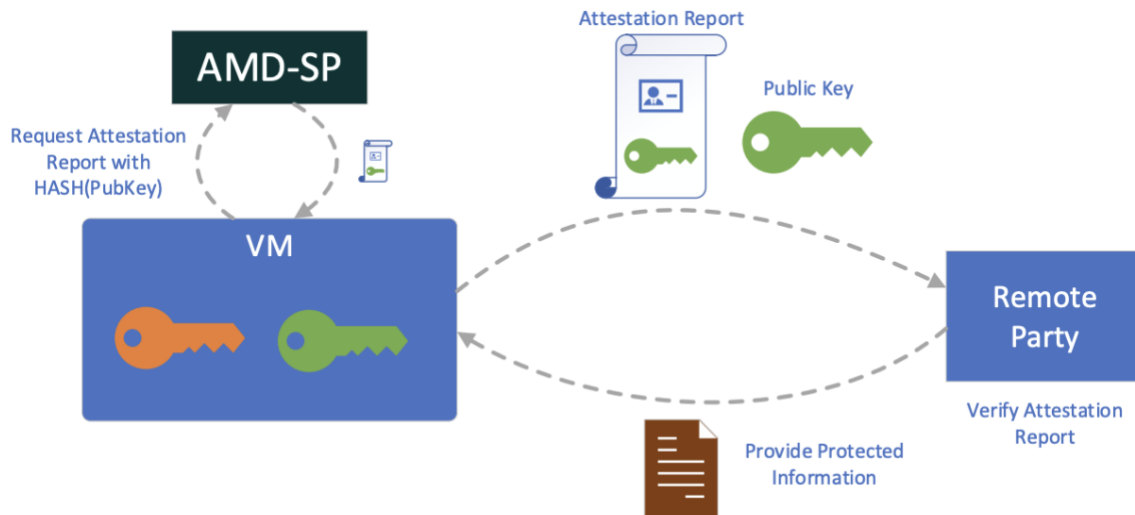 Attestation Report
AMD-SP
Public Key
Request Attestation
Report with
HASH(PubKey)
VM
Remote
Party
Verify Attestation
Report
Provide Protected
Information